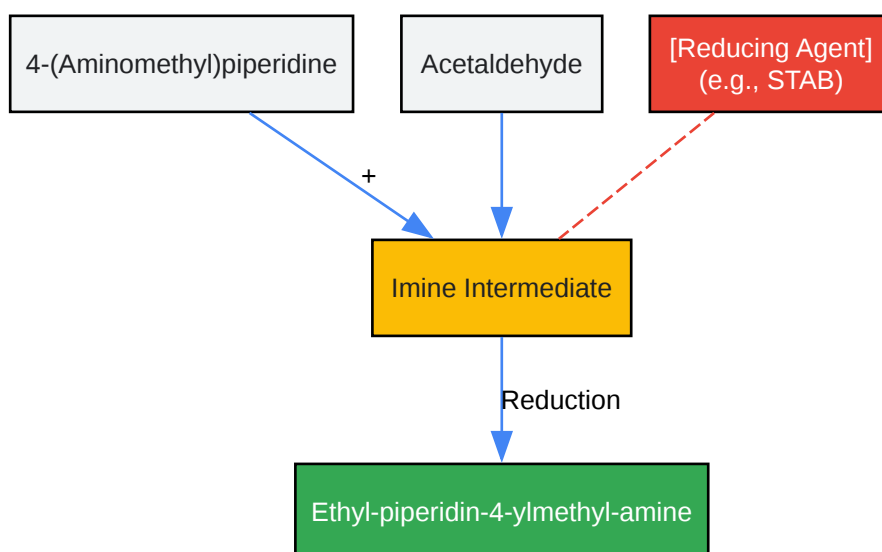 4-(Aminomethyl)piperidine
Acetaldehyde
[Reducing Agent]
(e.g., STAB)
+
Imine Intermediate
Reduction
Ethyl-piperidin-4-ylmethyl-amine